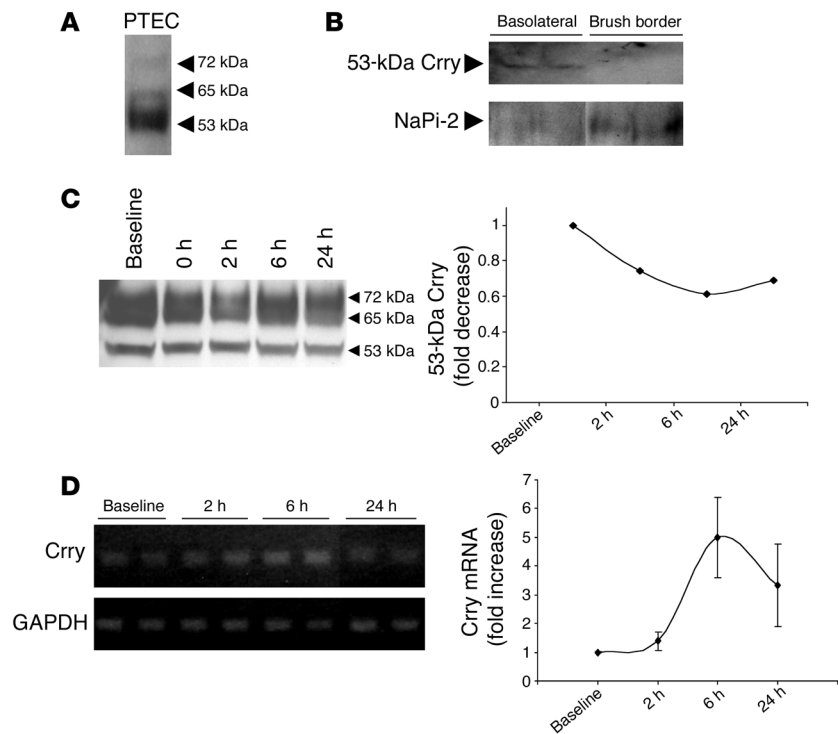 A
PTEC
72 kDa
65 kDa
53 kDa
B
Basolateral Brush border
53-kDa Crry
NaPi-2
C
Baseline
0 h
2 h
6 h
24 h
72 kDa
65 kDa
53 kDa
53-kDa Crry
(fold decrease)
1
0.8
0.6
0.4
0.2
0
Baseline
2 h
6 h
24 h
D
Baseline 2 h 6 h 24 h
Crry
GAPDH
Crry mRNA
(fold increase)
7
6
5
4
3
2
1
0
Baseline
2 h
6 h
24 h